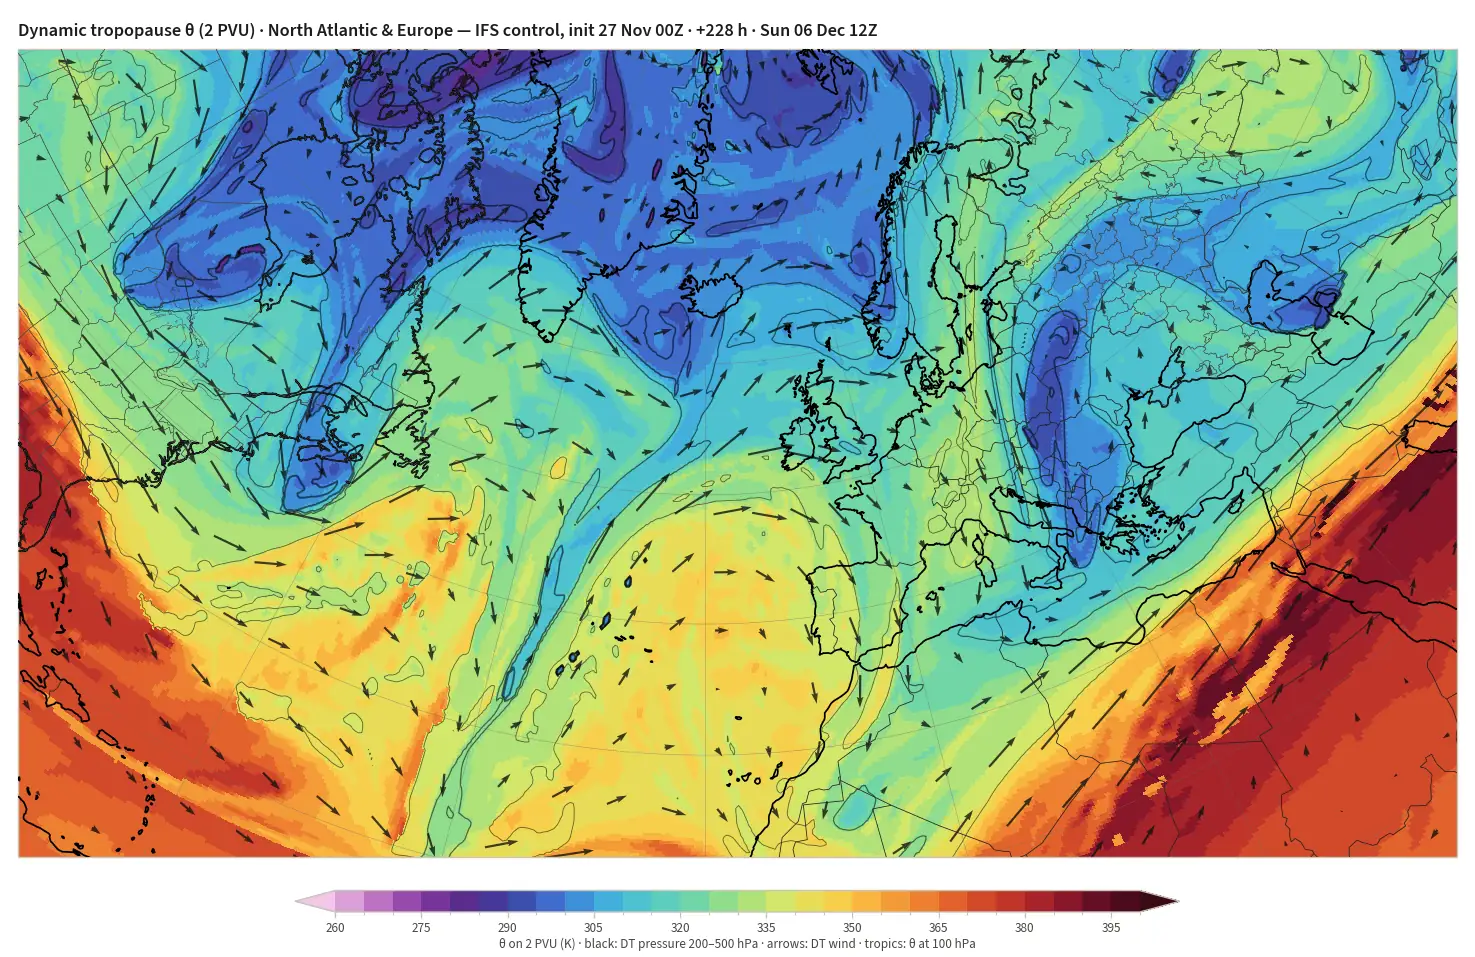 Dynamic tropopause θ (2 PVU) · North Atlantic & Europe — IFS control, init 27 Nov 00Z · +228 h · Sun 06 Dec 12Z
260 275 290 305 320 335 350 365 380 395
θ on 2 PVU (K) · black: DT pressure 200–500 hPa · arrows: DT wind · tropics: θ at 100 hPa